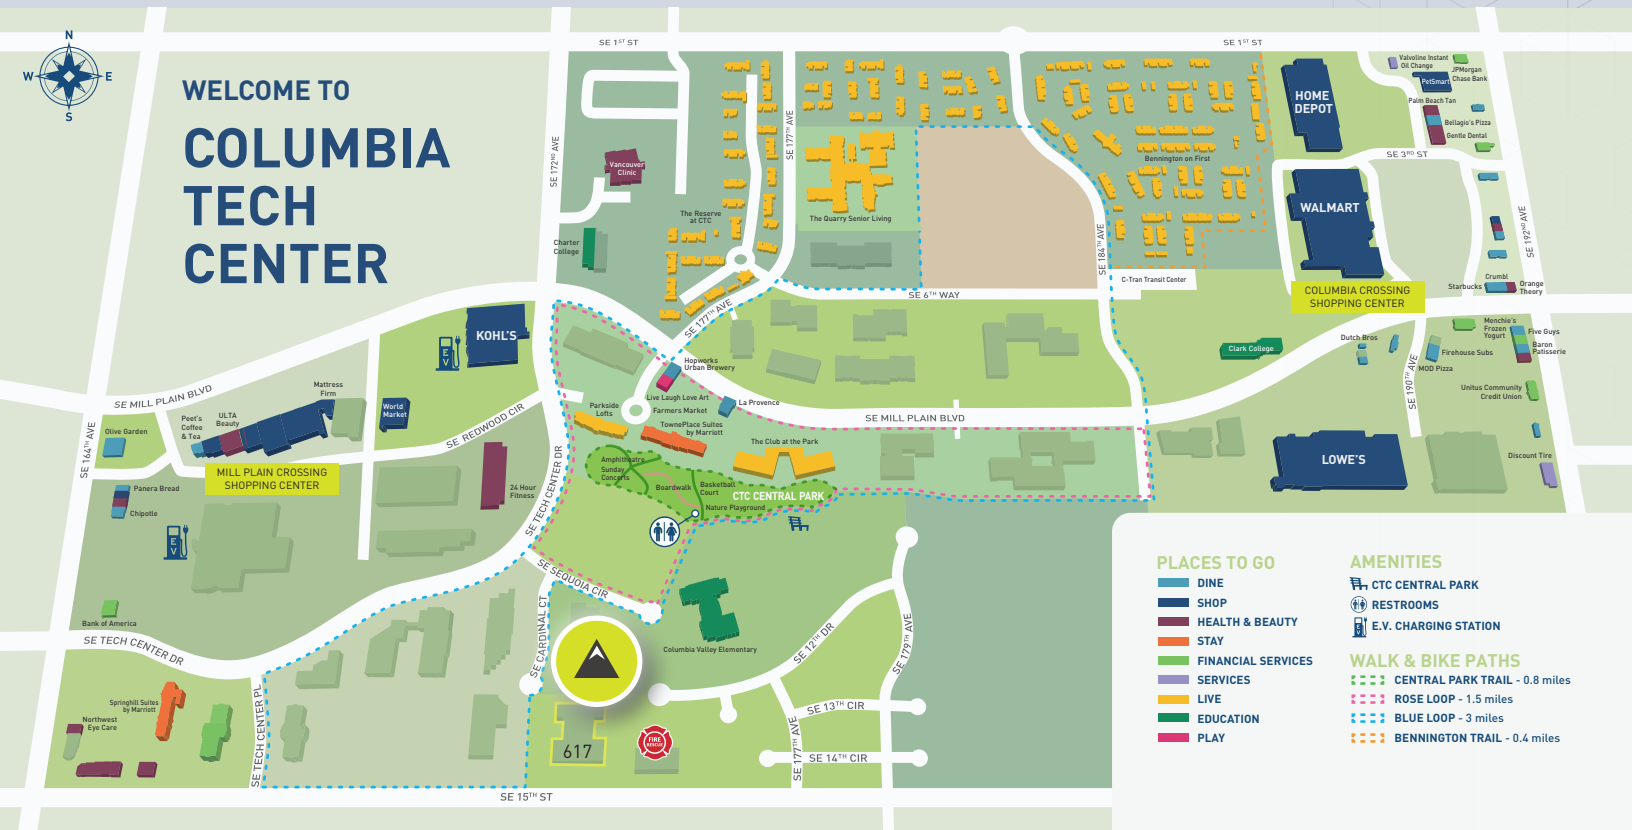 N
W
E
S
WELCOME TO
COLUMBIA
TECH
CENTER
SE 1ST ST
SE 1ST ST
SE 172ND AVE
SE 177TH AVE
Vancouver
Clinic
The Reserve
at CTC
Charter
College
The Quarry Senior Living
Bennington on First
SE 184TH AVE
C-Tran Transit Center
SE 6TH WAY
SE 177TH AVE
HOME
DEPOT
WALMART
Valvoline Instant
Oil Change
JPMorgan
Chase Bank
PetSmart
Palm Beach Tan
Bellagio's Pizza
Gentle Dental
SE 3RD ST
SE 192ND AVE
Crumbl
Starbucks
Orange
Theory
COLUMBIA CROSSING
SHOPPING CENTER
Menchie's
Frozen
Yogurt
Five Guys
Baron
Patisserie
Dutch Bros
Firehouse Subs
MOD Pizza
SE 190TH AVE
Unitus Community
Credit Union
Discount Tire
Clark College
LOWE'S
KOHL'S
EV
SE MILL PLAIN BLVD
Mattress
Firm
World
Market
Peet's
Coffee
& Tea
ULTA
Beauty
Olive Garden
SE 164TH AVE
SE REDWOOD CIR
MILL PLAIN CROSSING
SHOPPING CENTER
Panera Bread
Chipotle
EV
24 Hour
Fitness
SE TECH CENTER DR
Hopworks
Urban Brewery
Live Laugh Love Art
La Provence
Parkside
Lofts
Farmers Market
TownePlace Suites
by Marriott
SE MILL PLAIN BLVD
The Club at the Park
Amphitheatre
Sunday
Concerts
Boardwalk
Basketball
Court
CTC CENTRAL PARK
Nature Playground
SE SEQUOIA CIR
SE CARDINAL CT
Columbia Valley Elementary
SE 12TH DR
SE 179TH AVE
SE 13TH CIR
SE 177TH AVE
SE 14TH CIR
617
FIRE
RESCUE
SE 15TH ST
Bank of America
SE TECH CENTER DR
SE TECH CENTER PL
Springhill Suites
by Marriott
Northwest
Eye Care
PLACES TO GO
DINE
SHOP
HEALTH & BEAUTY
STAY
FINANCIAL SERVICES
SERVICES
LIVE
EDUCATION
PLAY
AMENITIES
CTC CENTRAL PARK
RESTROOMS
E.V. CHARGING STATION
WALK & BIKE PATHS
CENTRAL PARK TRAIL - 0.8 miles
ROSE LOOP - 1.5 miles
BLUE LOOP - 3 miles
BENNINGTON TRAIL - 0.4 miles